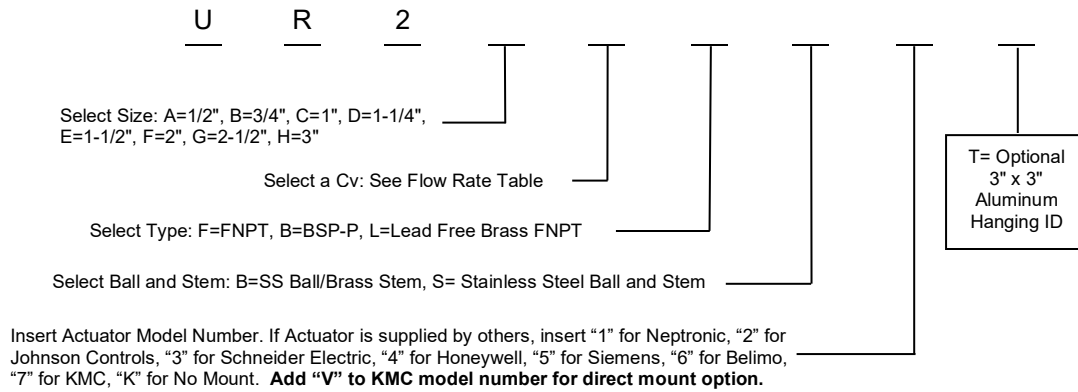 U R 2
Select Size: A=1/2", B=3/4", C=1", D=1-1/4",
E=1-1/2", F=2", G=2-1/2", H=3"
T= Optional
3" x 3"
Aluminum
Hanging ID
Select a Cv: See Flow Rate Table
Select Type: F=FNPT, B=BSP-P, L=Lead Free Brass FNPT
Select Ball and Stem: B=SS Ball/Brass Stem, S= Stainless Steel Ball and Stem
Insert Actuator Model Number. If Actuator is supplied by others, insert “1” for Neptronic, “2” for
Johnson Controls, “3” for Schneider Electric, “4” for Honeywell, “5” for Siemens, “6” for Belimo,
“7” for KMC, “K” for No Mount. Add “V” to KMC model number for direct mount option.